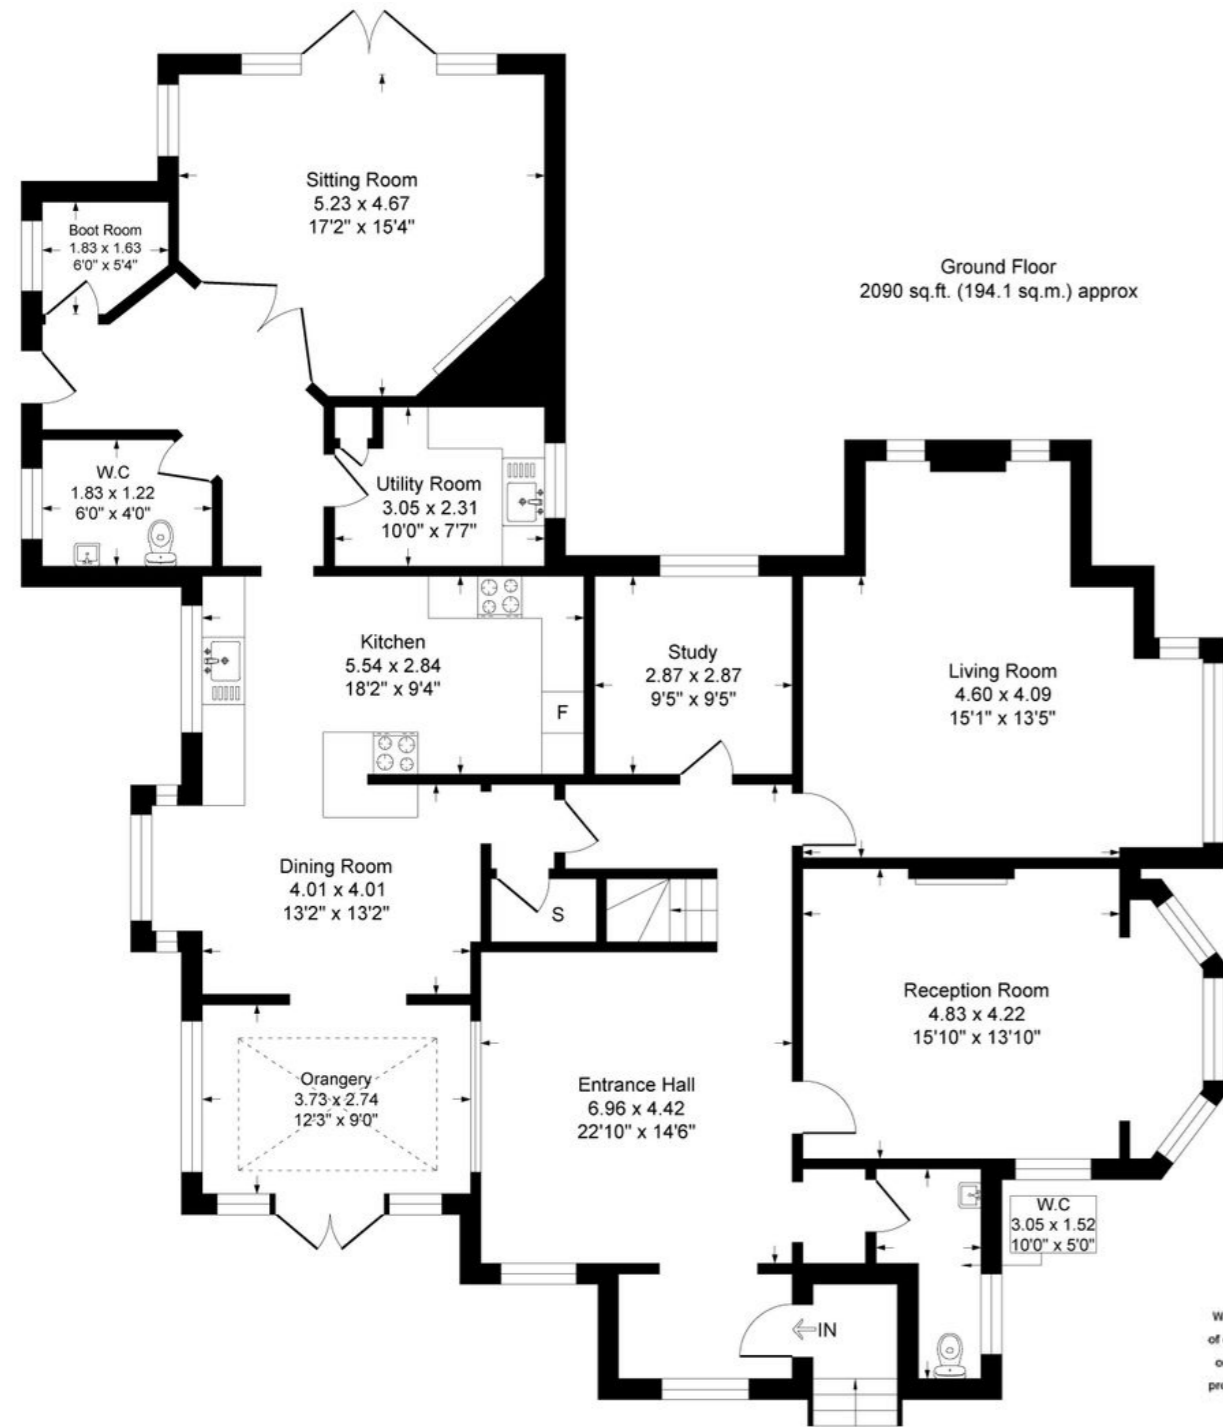 Sitting Room
5.23 x 4.67
17'2" x 15'4"
Boot Room
1.83 x 1.63
6'0" x 5'4"
Ground Floor
2090 sq.ft. (194.1 sq.m.) approx
W.C
1.83 x 1.22
6'0" x 4'0"
Utility Room
3.05 x 2.31
10'0" x 7'7"
Kitchen
5.54 x 2.84
18'2" x 9'4"
F
Study
2.87 x 2.87
9'5" x 9'5"
Living Room
4.60 x 4.09
15'1" x 13'5"
Dining Room
4.01 x 4.01
13'2" x 13'2"
S
Reception Room
4.83 x 4.22
15'10" x 13'10"
Orangery
3.73 x 2.74
12'3" x 9'0"
Entrance Hall
6.96 x 4.42
22'10" x 14'6"
W.C
3.05 x 1.52
10'0" x 5'0"
IN
W
of
o
pr